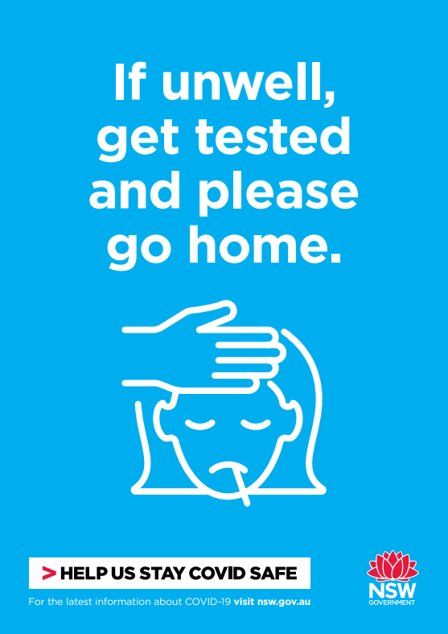 If unwell,
get tested
and please
go home.
> HELP US STAY COVID SAFE
For the latest information about COVID-19 visit nsw.gov.au
NSW
GOVERNMENT